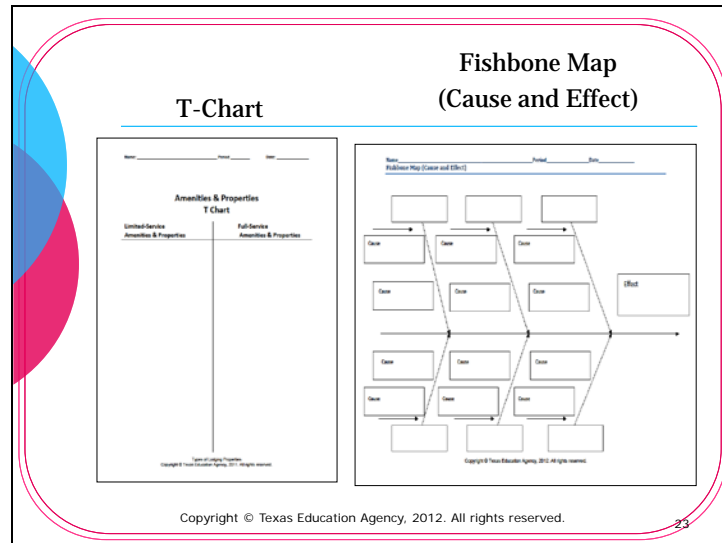 T-Chart
Fishbone Map
(Cause and Effect)
Name: Period Date:
Amenities & Properties
T Chart
Limited-Service
Amenities & Properties
Full-Service
Amenities & Properties
Types of Lodging Properties
Copyright © Texas Education Agency, 2011. All rights reserved.
Name Period Date
Fishbone Map (Cause and Effect)
Cause Cause Cause
Cause Cause Cause
Effect
Cause Cause Cause
Cause Cause Cause
Copyright © Texas Education Agency, 2012. All rights reserved.
Copyright © Texas Education Agency, 2012. All rights reserved.
23